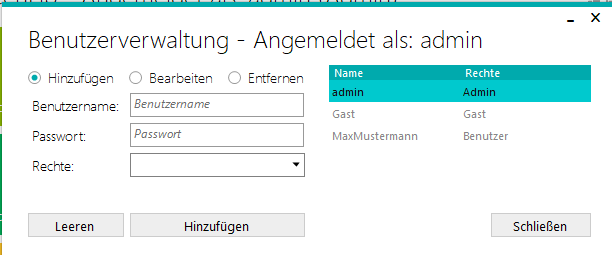 Benutzerverwaltung - Angemeldet als: admin
Hinzufügen Bearbeiten Entfernen
Benutzername: Benutzername
Passwort: Passwort
Rechte:
Name Rechte
admin Admin
Gast Gast
MaxMustermann Benutzer
Leeren Hinzufügen Schließen